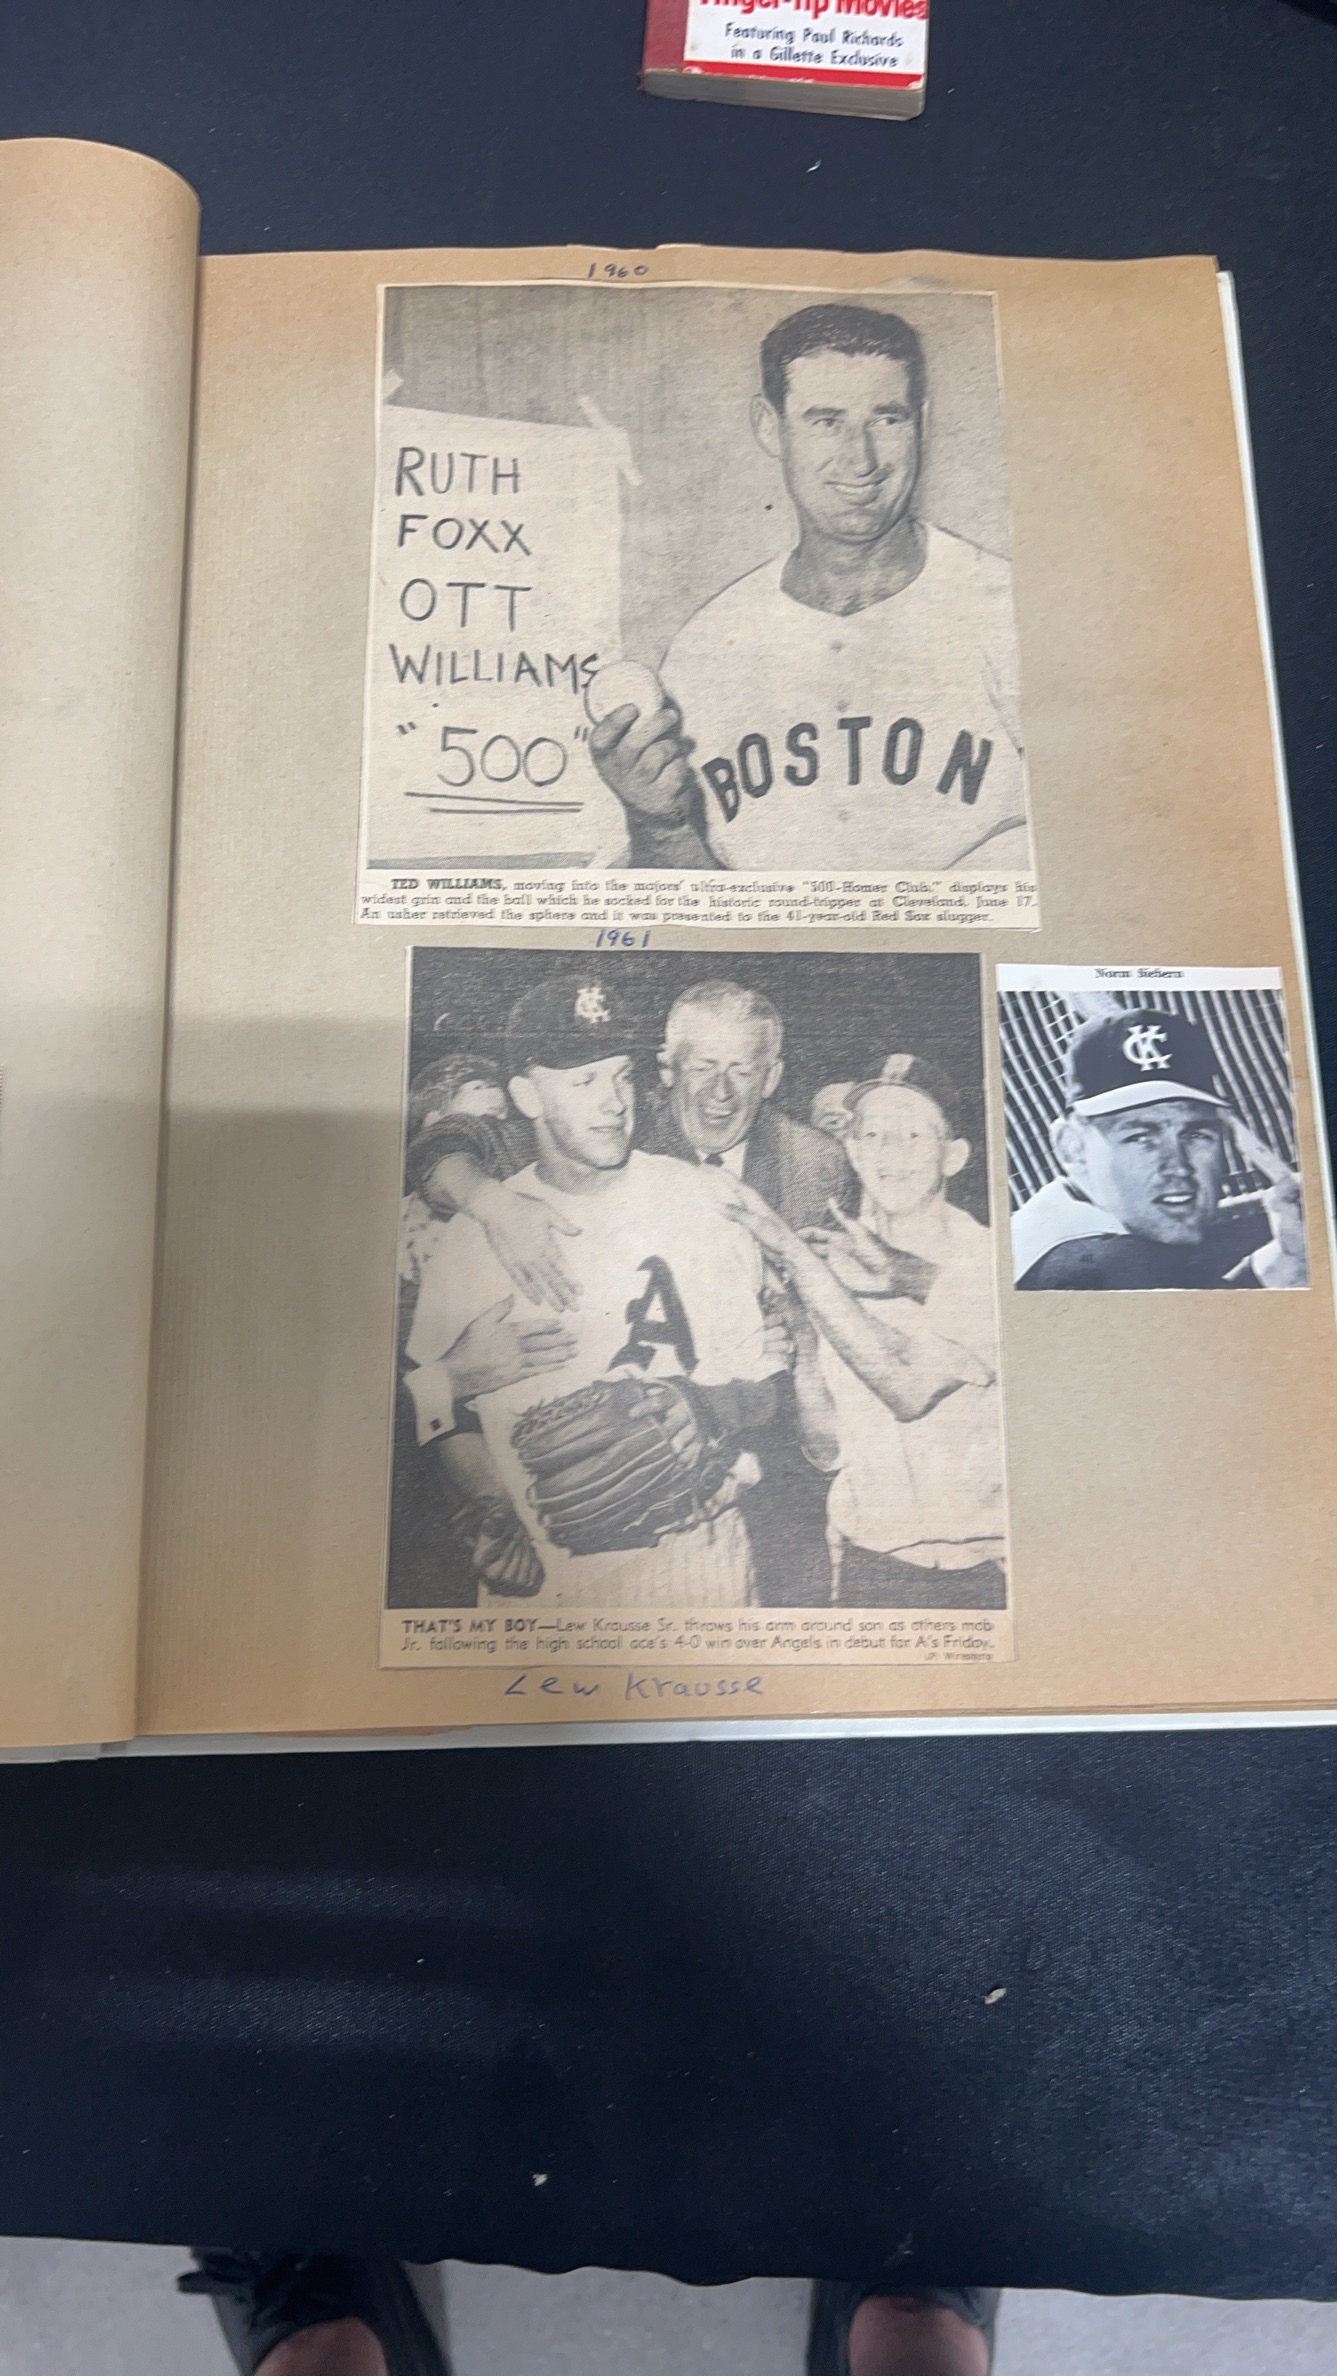 Finger-Tip Movies
Featuring Paul Richards
in a Gillette Exclusive
1960
RUTH
FOXX
OTT
WILLIAMS
"500"
BOSTON
TED WILLIAMS, moving into the majors' ultra-exclusive "500-Homer Club," displays his
widest grin and the ball which he socked for the historic round-tripper at Cleveland, June 17.
An usher retrieved the sphere and it was presented to the 41-year-old Red Sox slugger.
1961
Norm Siebern
KC
KC
A
THAT'S MY BOY—Lew Krausse Sr. throws his arm around son as others mob
Jr. following the high school ace's 4-0 win over Angels in debut for A's Friday.
Wirephoto
Lew Krausse